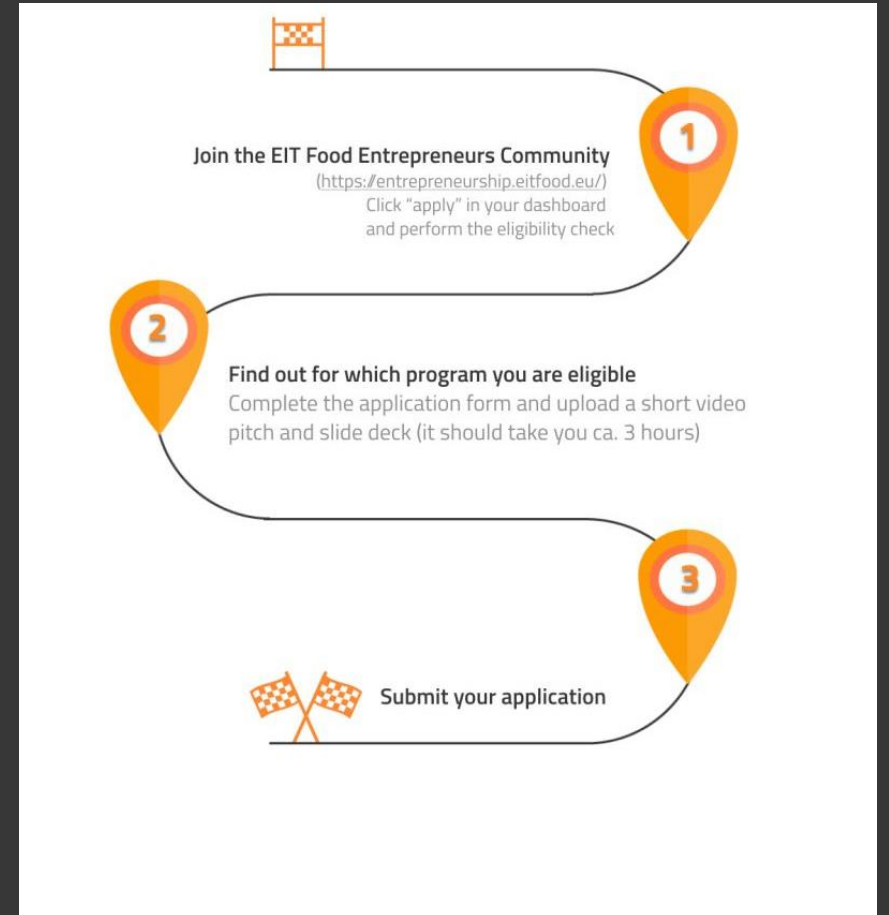 1
Join the EIT Food Entrepreneurs Community
(https://entrepreneurship.eitfood.eu/)
Click “apply” in your dashboard
and perform the eligibility check
2
Find out for which program you are eligible
Complete the application form and upload a short video
pitch and slide deck (it should take you ca. 3 hours)
3
Submit your application